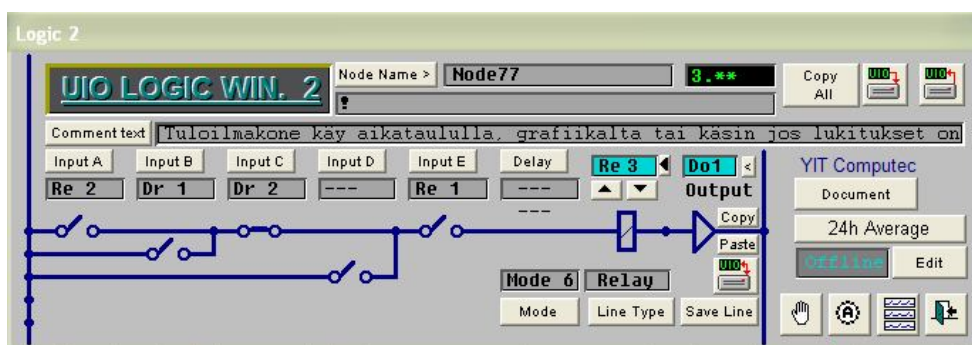 Logic 2
UIO LOGIC WIN. 2
Node Name >
Node77
3.**
Copy All
UIO
UIO
!
Comment text
Tuloilmakone käy aikataululla, grafiikalta tai käsin jos lukitukset on
Input A
Input B
Input C
Input D
Input E
Delay
Re 3
Do1
<
YIT Computec
Re 2
Dr 1
Dr 2
---
Re 1
---
Output
Document
---
Copy
24h Average
Paste
UIO
Offline
Edit
Mode 6
Relay
Mode
Line Type
Save Line
A